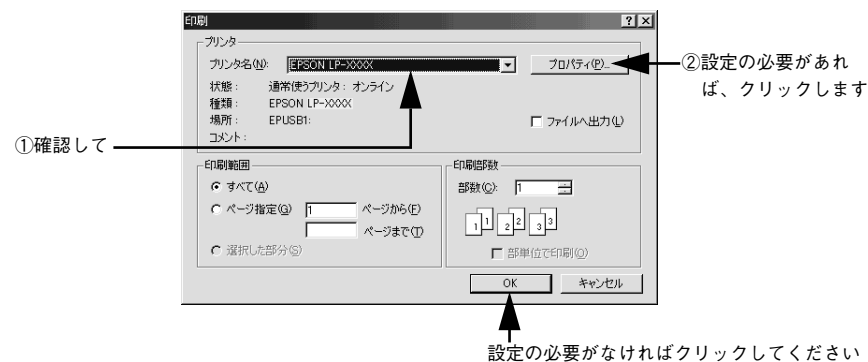 印刷
プリンタ
プリンタ名(N): EPSON LP-XXXX プロパティ(P)...
状態: 通常使うプリンタ: オンライン
種類: EPSON LP-XXXX
場所: EPUSB1:
コメント:
ファイルへ出力(L)
①確認して
②設定の必要があれ
ば、クリックします
印刷範囲
すべて(A)
ページ指定(G) 1 ページから(F)
ページまで(T)
選択した部分(S)
印刷部数
部数(C): 1
1 1 2 2 3 3
部単位で印刷(O)
OK キャンセル
設定の必要がなければクリックしてください